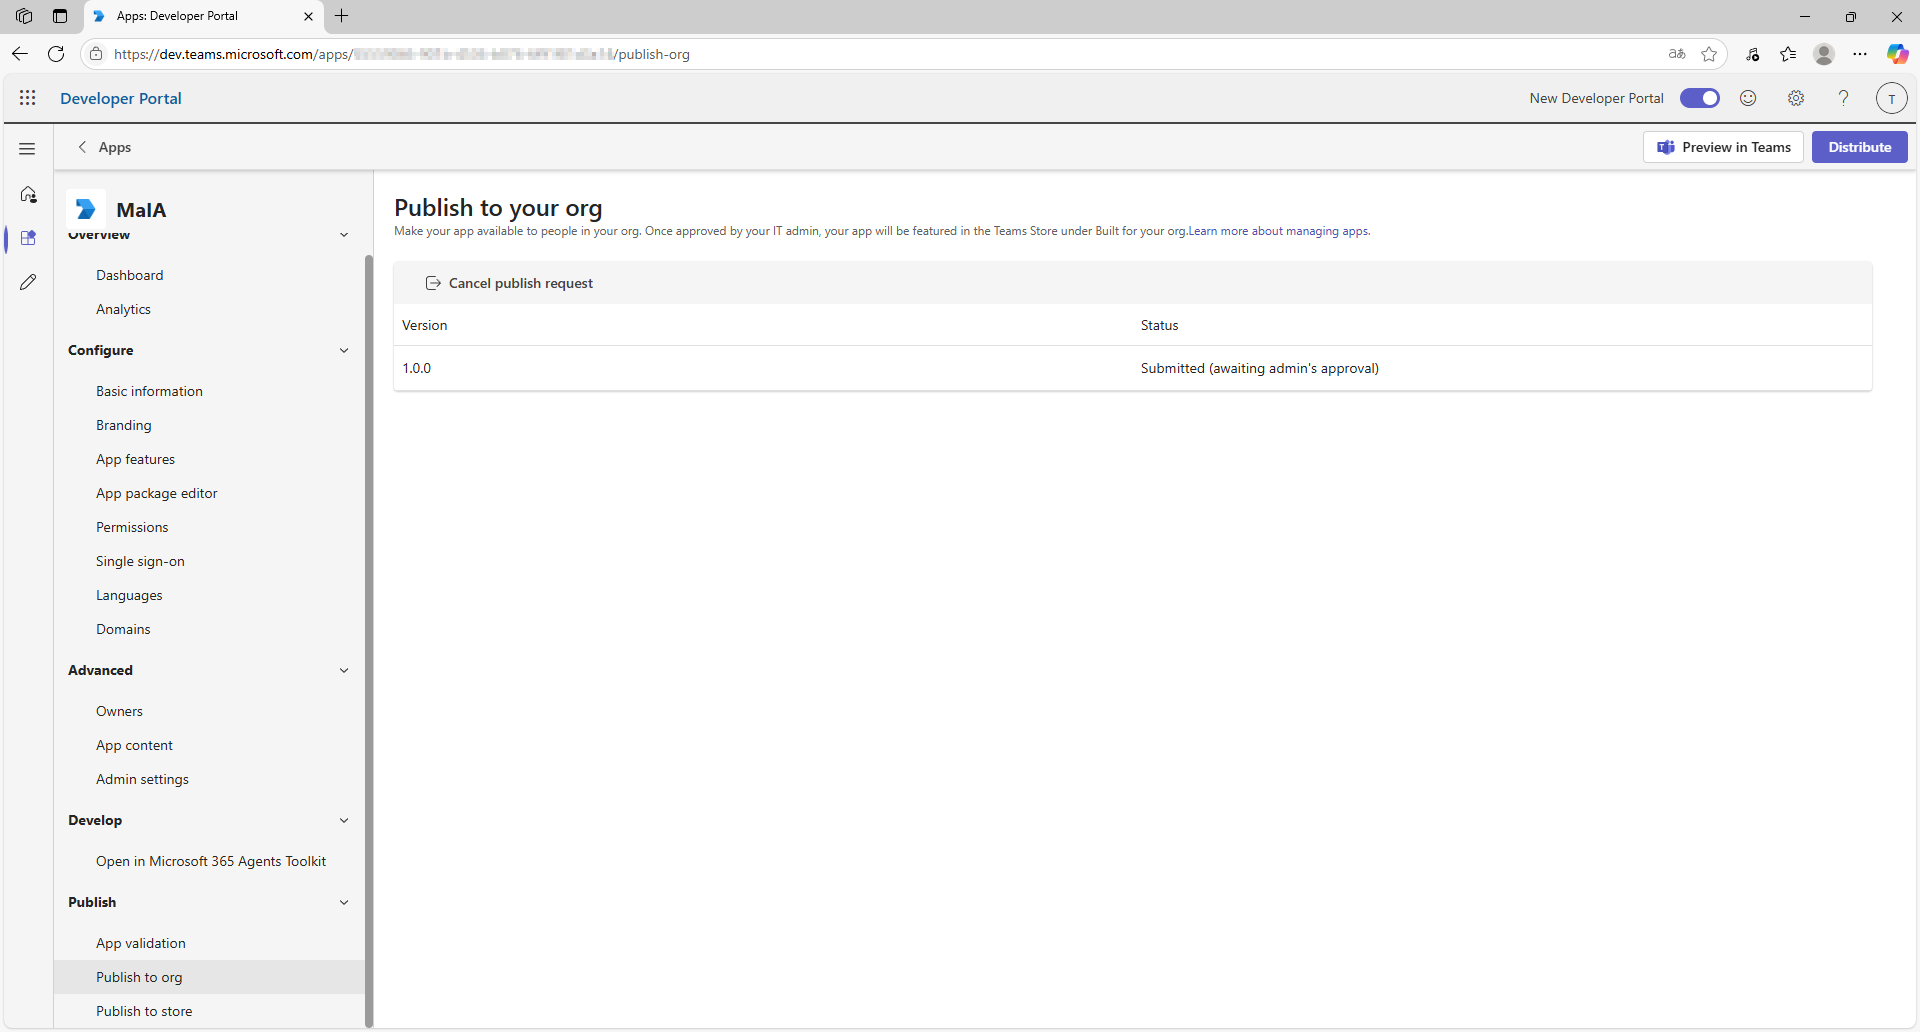 Apps: Developer Portal
https://dev.teams.microsoft.com/apps/ /publish-org
Developer Portal
New Developer Portal
T
Apps
Preview in Teams
Distribute
MaIA
Overview
Dashboard
Analytics
Configure
Basic information
Branding
App features
App package editor
Permissions
Single sign-on
Languages
Domains
Advanced
Owners
App content
Admin settings
Develop
Open in Microsoft 365 Agents Toolkit
Publish
App validation
Publish to org
Publish to store
Publish to your org
Make your app available to people in your org. Once approved by your IT admin, your app will be featured in the Teams Store under Built for your org.Learn more about managing apps.
Cancel publish request
Version Status
1.0.0 Submitted (awaiting admin's approval)